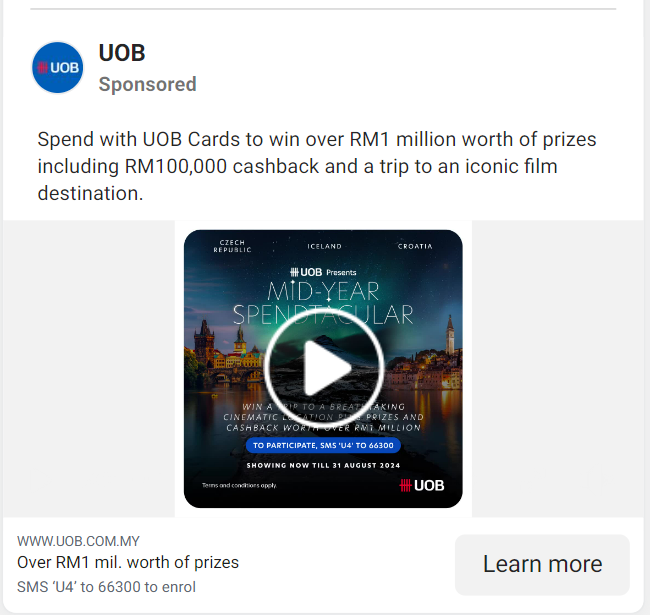 UOB
UOB
Sponsored
Spend with UOB Cards to win over RM1 million worth of prizes
including RM100,000 cashback and a trip to an iconic film
destination.
CZECH
REPUBLIC
ICELAND
CROATIA
UOB Presents
MID-YEAR
SPENDTACULAR
WIN A TRIP TO A BREATHTAKING
CINEMATIC LOCATION PLUS PRIZES AND
CASHBACK WORTH OVER RM1 MILLION
TO PARTICIPATE, SMS 'U4' TO 66300
SHOWING NOW TILL 31 AUGUST 2024
Terms and conditions apply.
UOB
WWW.UOB.COM.MY
Over RM1 mil. worth of prizes
SMS ‘U4’ to 66300 to enrol
Learn more